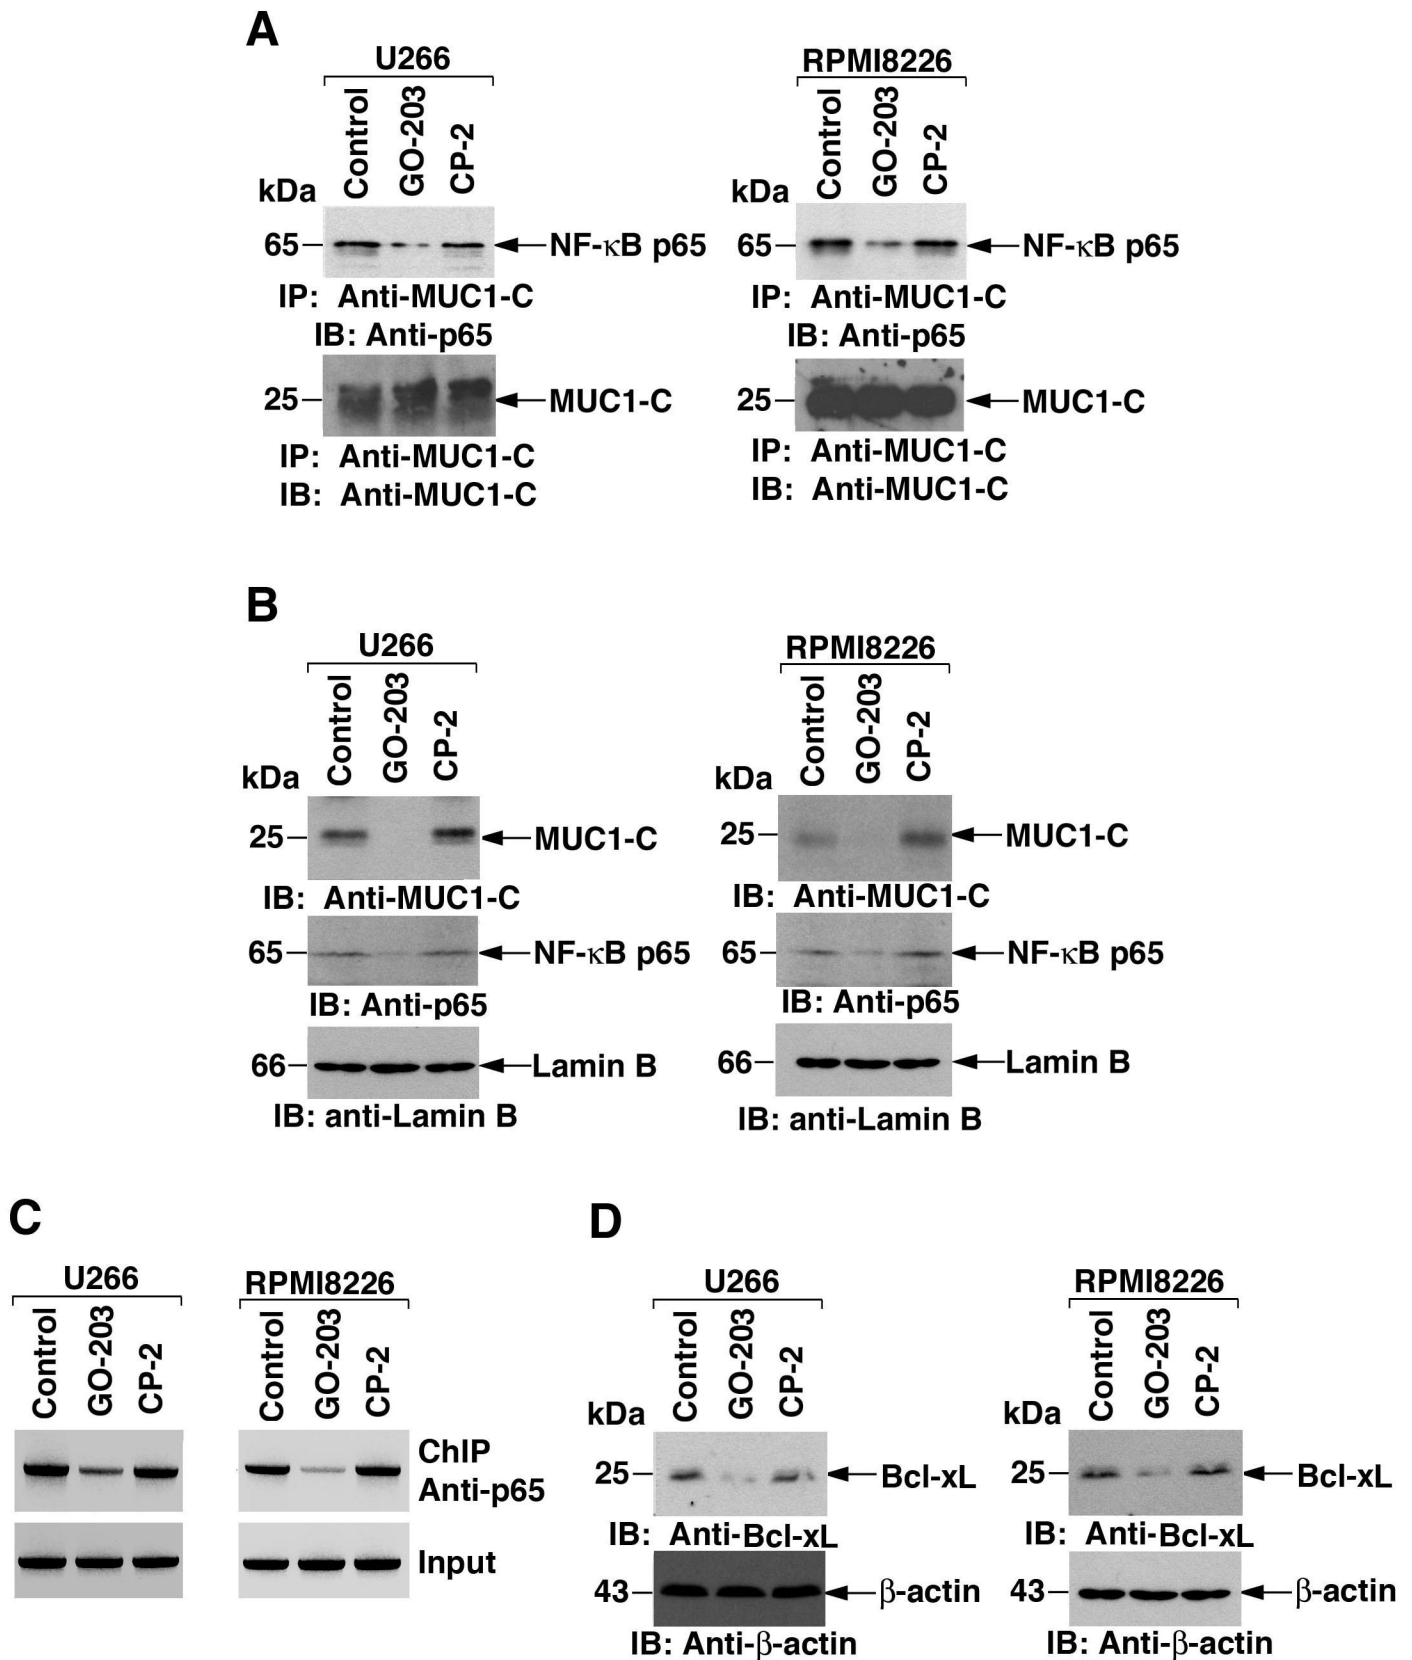 A
U266
Control
GO-203
CP-2
kDa
65
NF-κB p65
IP: Anti-MUC1-C
IB: Anti-p65
25
MUC1-C
IP: Anti-MUC1-C
IB: Anti-MUC1-C
RPMI8226
Control
GO-203
CP-2
kDa
65
NF-κB p65
IP: Anti-MUC1-C
IB: Anti-p65
25
MUC1-C
IP: Anti-MUC1-C
IB: Anti-MUC1-C
B
U266
Control
GO-203
CP-2
kDa
25
MUC1-C
IB: Anti-MUC1-C
65
NF-κB p65
IB: Anti-p65
66
Lamin B
IB: anti-Lamin B
RPMI8226
Control
GO-203
CP-2
kDa
25
MUC1-C
IB: Anti-MUC1-C
65
NF-κB p65
IB: Anti-p65
66
Lamin B
IB: anti-Lamin B
C
U266
Control
GO-203
CP-2
RPMI8226
Control
GO-203
CP-2
ChIP
Anti-p65
Input
D
U266
Control
GO-203
CP-2
kDa
25
Bcl-xL
IB: Anti-Bcl-xL
43
β-actin
IB: Anti-β-actin
RPMI8226
Control
GO-203
CP-2
kDa
25
Bcl-xL
IB: Anti-Bcl-xL
43
β-actin
IB: Anti-β-actin